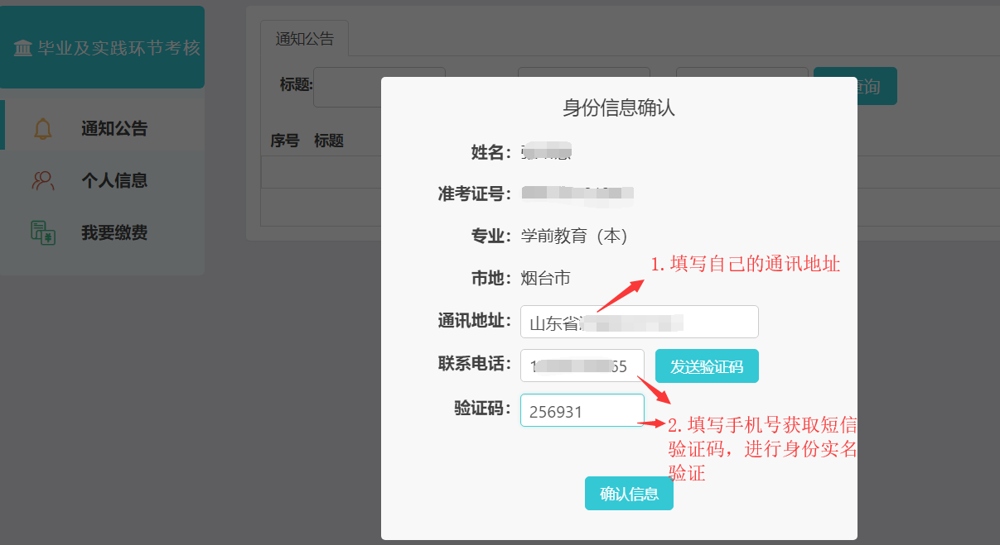 毕业及实践环节考核
通知公告
个人信息
我要缴费
通知公告
标题:
查询
序号 标题
身份信息确认
姓名:
准考证号:
专业: 学前教育（本）
市地: 烟台市
1.填写自己的通讯地址
通讯地址: 山东省
联系电话: 1 65 发送验证码
验证码: 256931
2.填写手机号获取短信
验证码，进行身份实名
验证
确认信息